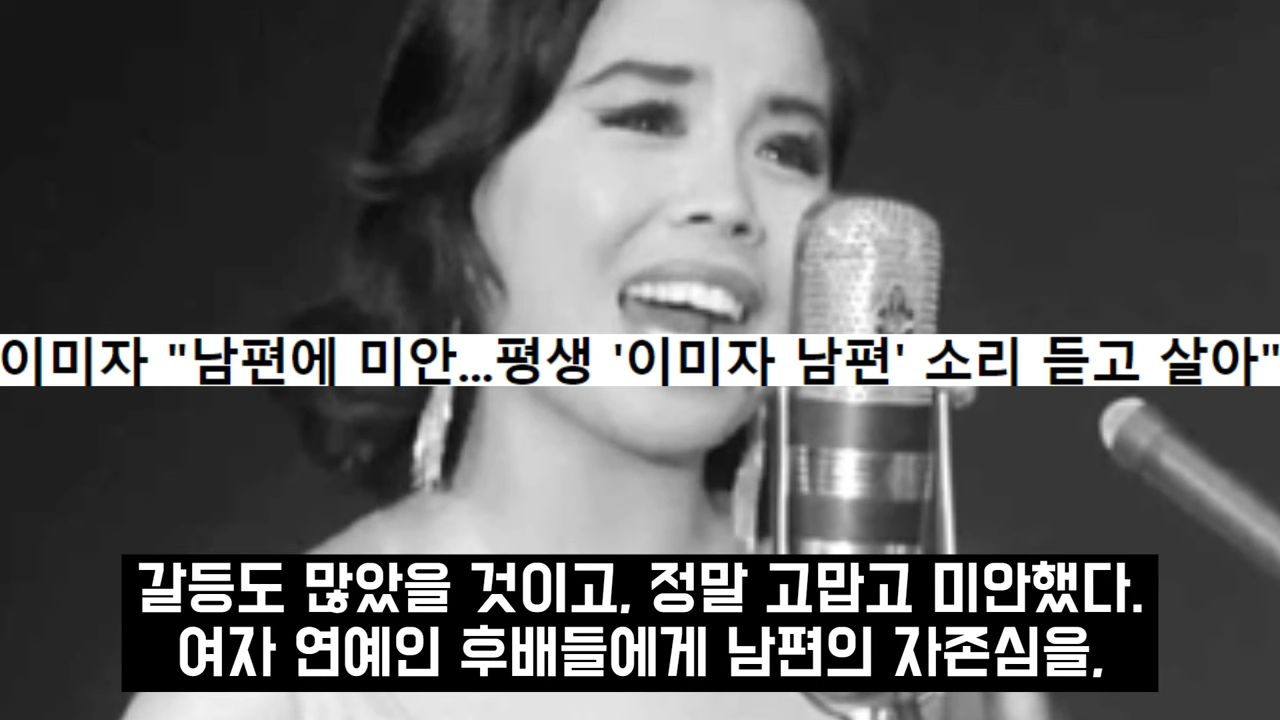 이미자 "남편에 미안...평생 '이미자 남편' 소리 듣고 살아"
갈등도 많았을 것이고, 정말 고맙고 미안했다.
여자 연예인 후배들에게 남편의 자존심을,